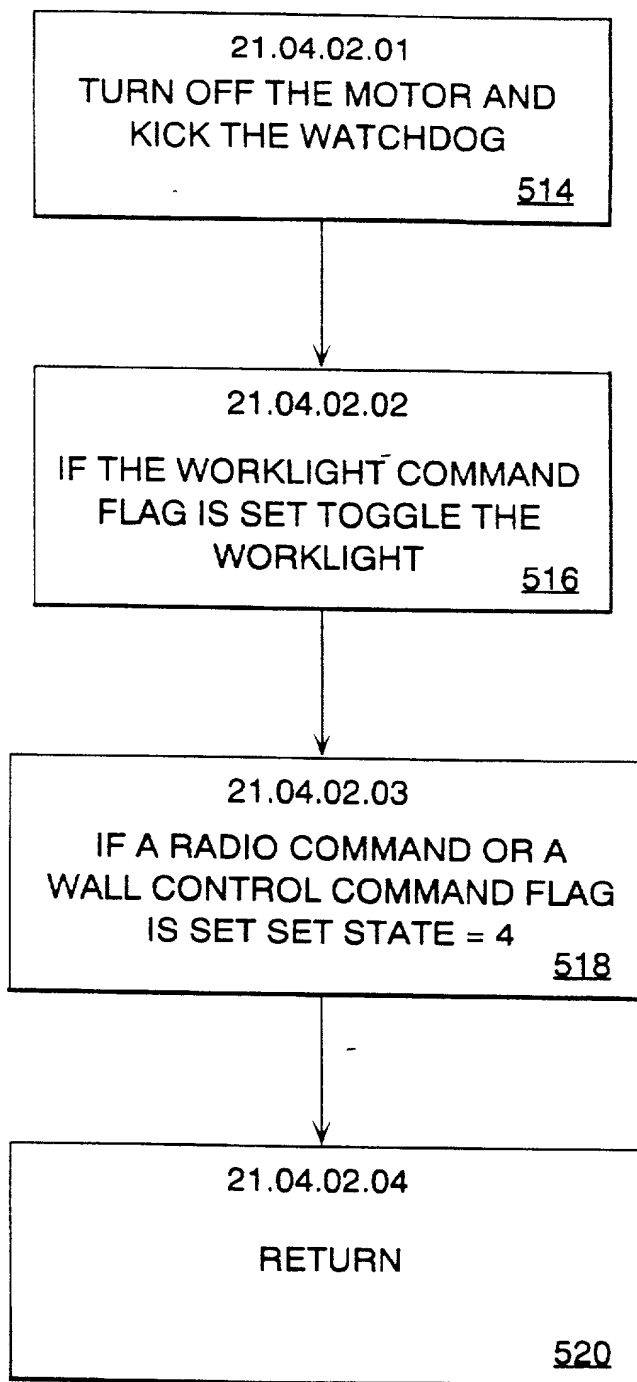 21.04.02.01
TURN OFF THE MOTOR AND
KICK THE WATCHDOG
514
21.04.02.02
IF THE WORKLIGHT COMMAND
FLAG IS SET TOGGLE THE
WORKLIGHT
516
21.04.02.03
IF A RADIO COMMAND OR A
WALL CONTROL COMMAND FLAG
IS SET SET STATE = 4
518
21.04.02.04
RETURN
520